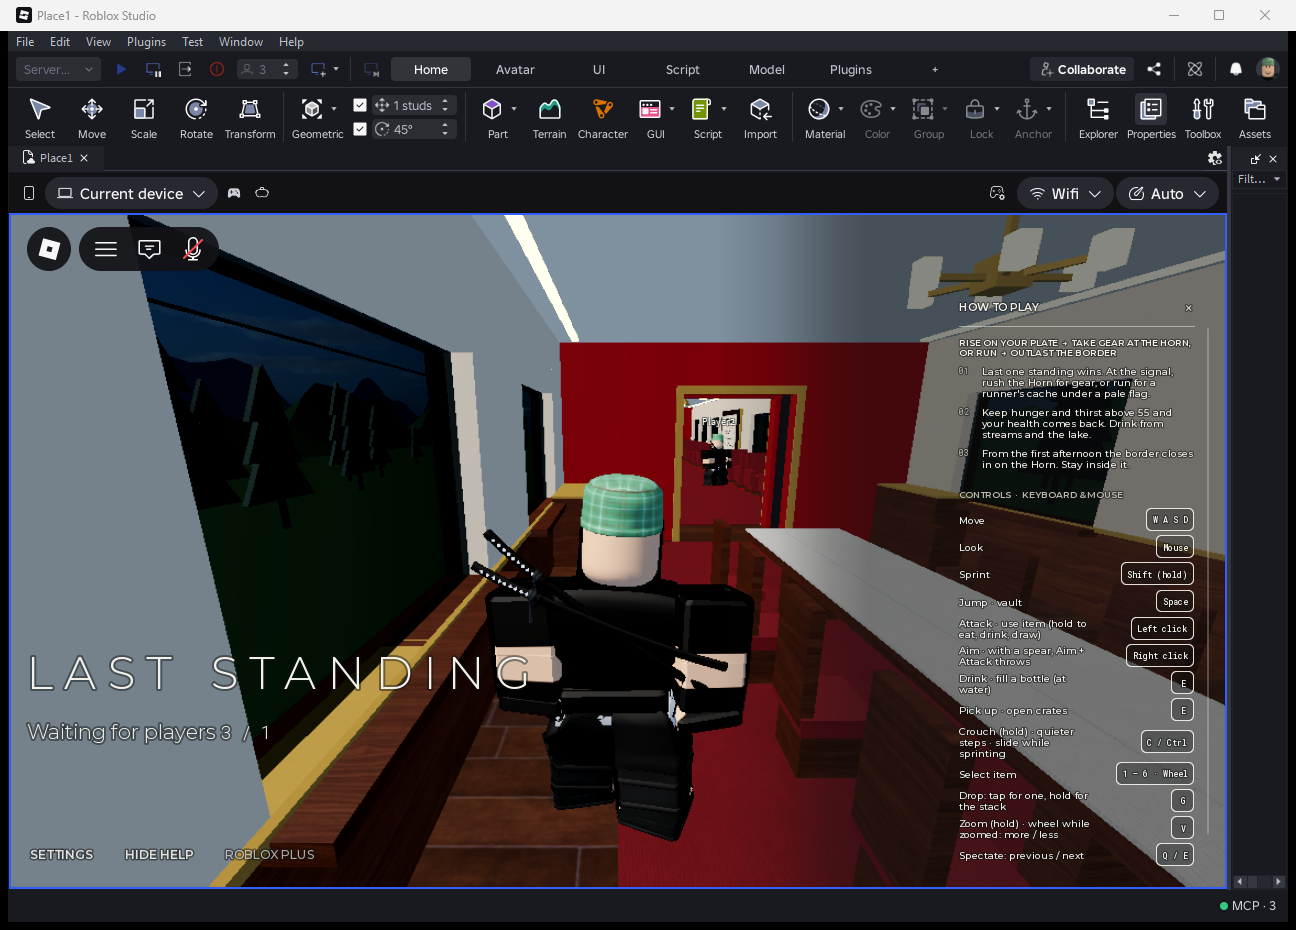 Place1 - Roblox Studio
File Edit View Plugins Test Window Help
Server... 3 Home Avatar UI Script Model Plugins + Collaborate
1 studs
45°
Select Move Scale Rotate Transform Geometric Part Terrain Character GUI Script Import Material Color Group Lock Anchor Explorer Properties Toolbox Assets
Place1
Filt...
Current device Wifi Auto
HOW TO PLAY ×
RISE ON YOUR PLATE → TAKE GEAR AT THE HORN,
OR RUN → OUTLAST THE BORDER
01 Last one standing wins. At the signal,
rush the Horn for gear, or run for a
runner's cache under a pale flag.
02 Keep hunger and thirst above 55 and
your health comes back. Drink from
streams and the lake.
03 From the first afternoon the border closes
in on the Horn. Stay inside it.
CONTROLS · KEYBOARD & MOUSE
Move W A S D
Look Mouse
Sprint Shift (hold)
Jump · vault Space
Attack · use item (hold to
eat, drink, draw) Left click
Aim · with a spear, Aim +
Attack throws Right click
Drink · fill a bottle (at
water) E
Pick up · open crates E
Crouch (hold) · quieter
steps · slide while
sprinting C / Ctrl
Select item 1 – 6 · Wheel
Drop: tap for one, hold for
the stack G
Zoom (hold) · wheel while
zoomed: more / less V
Spectate: previous / next Q / E
Player2
LAST STANDING
Waiting for players 3 / 1
SETTINGS HIDE HELP ROBLOX PLUS
MCP · 3